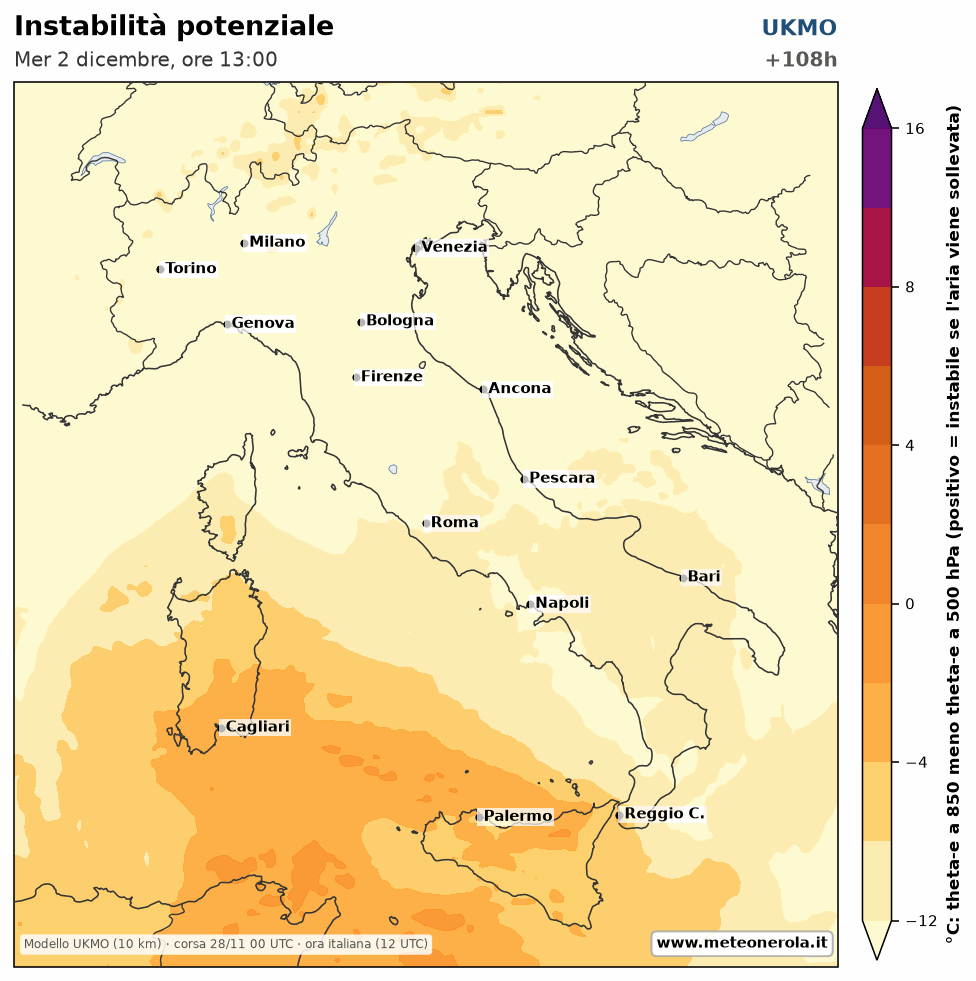 Instabilità potenziale
UKMO
Mer 2 dicembre, ore 13:00
+108h
Milano
Venezia
Torino
Genova
Bologna
Firenze
Ancona
Pescara
Roma
Bari
Napoli
Cagliari
Palermo
Reggio C.
16
8
4
0
−4
−12
°C: theta-e a 850 meno theta-e a 500 hPa (positivo = instabile se l'aria viene sollevata)
Modello UKMO (10 km) · corsa 28/11 00 UTC · ora italiana (12 UTC)
www.meteonerola.it